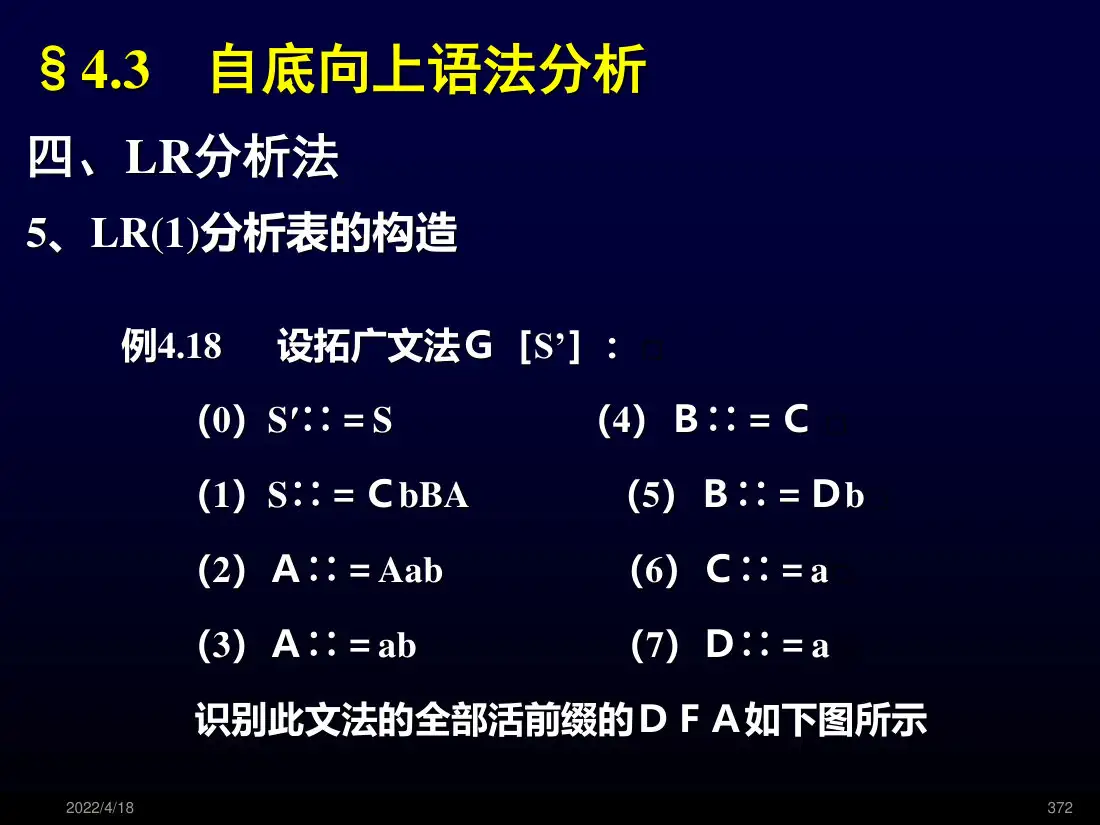 §4.3 自底向上语法分析
四、LR分析法
5、LR(1)分析表的构造
例4.18 设拓广文法G［S’］:
(0) S′∷=S (4) B∷=C
(1) S∷=CbBA (5) B∷=Db
(2) A∷=Aab (6) C∷=a
(3) A∷=ab (7) D∷=a
识别此文法的全部活前缀的DFA如下图所示
2022/4/18 372